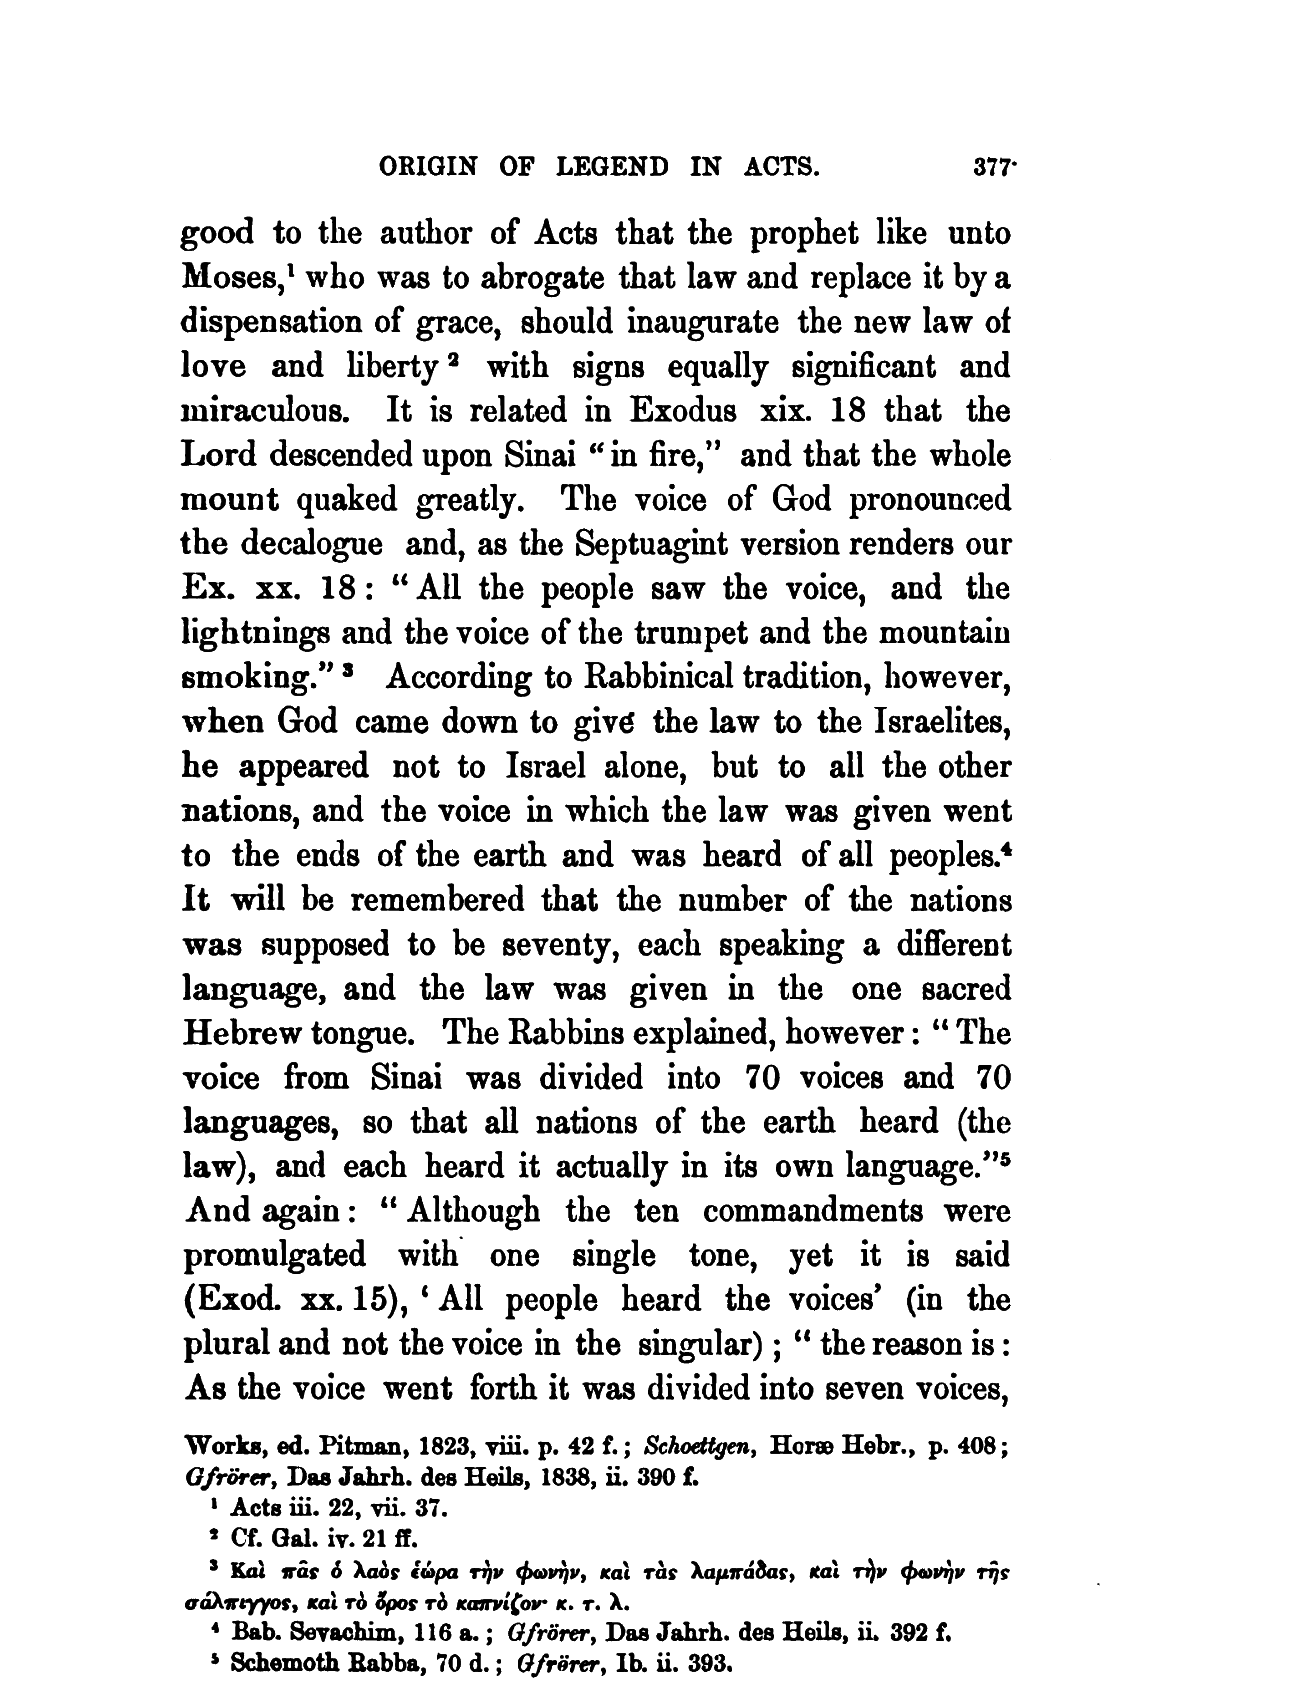 ORIGIN OF LEGEND IN ACTS. 377
good to the author of Acts that the prophet like unto
Moses,¹ who was to abrogate that law and replace it by a
dispensation of grace, should inaugurate the new law of
love and liberty ² with signs equally significant and
miraculous. It is related in Exodus xix. 18 that the
Lord descended upon Sinai “in fire,” and that the whole
mount quaked greatly. The voice of God pronounced
the decalogue and, as the Septuagint version renders our
Ex. xx. 18: “All the people saw the voice, and the
lightnings and the voice of the trumpet and the mountain
smoking.” ³ According to Rabbinical tradition, however,
when God came down to give the law to the Israelites,
he appeared not to Israel alone, but to all the other
nations, and the voice in which the law was given went
to the ends of the earth and was heard of all peoples.⁴
It will be remembered that the number of the nations
was supposed to be seventy, each speaking a different
language, and the law was given in the one sacred
Hebrew tongue. The Rabbins explained, however: “The
voice from Sinai was divided into 70 voices and 70
languages, so that all nations of the earth heard (the
law), and each heard it actually in its own language.”⁵
And again: “Although the ten commandments were
promulgated with one single tone, yet it is said
(Exod. xx. 15), ‘All people heard the voices’ (in the
plural and not the voice in the singular); “the reason is:
As the voice went forth it was divided into seven voices,
Works, ed. Pitman, 1823, viii. p. 42 f.; Schoettgen, Horæ Hebr., p. 408;
Gfrörer, Das Jahrh. des Heils, 1838, ii. 390 f.
¹ Acts iii. 22, vii. 37.
² Cf. Gal. iv. 21 ff.
³ Καὶ πᾶς ὁ λαὸς ἑώρα τὴν φωνὴν, καὶ τὰς λαμπάδας, καὶ τὴν φωνὴν τῆς
σάλπιγγος, καὶ τὸ ὄρος τὸ καπνίζον· κ. τ. λ.
⁴ Bab. Sevachim, 116 a.; Gfrörer, Das Jahrh. des Heils, ii. 392 f.
⁵ Schemoth Rabba, 70 d.; Gfrörer, Ib. ii. 393.